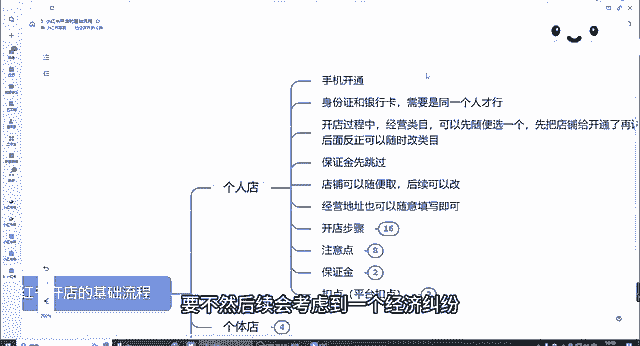 手机开通
身份证和银行卡，需要是同一个人才行
开店过程中，经营类目，可以先随便选一个，先把店铺给开通了再
后面反正可以随时改类目
保证金先跳过
个人店
店铺可以随便取，后续可以改
经营地址也可以随意填写即可
开店步骤 16
注意点 8
保证金 2
扣点（平台扣点）
开店的基础流程
要不然后续会考虑到一个经济纠纷
个体店 4